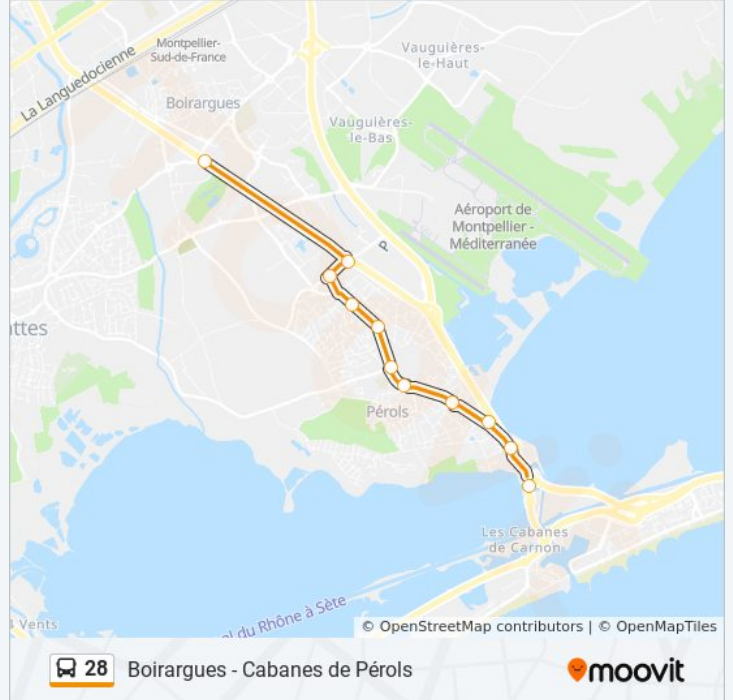 Montpellier-
Sud-de-France
Vauguières-
le-Haut
La Languedocienne
Boirargues
Vauguières-
le-Bas
Aéroport de
Montpellier -
Méditerranée
P
ttes
Pérols
Les Cabanes
de Carnon
Vents
l du Rhône à Sète
© OpenStreetMap contributors | © OpenMapTiles
28 Boirargues - Cabanes de Pérols
moovit